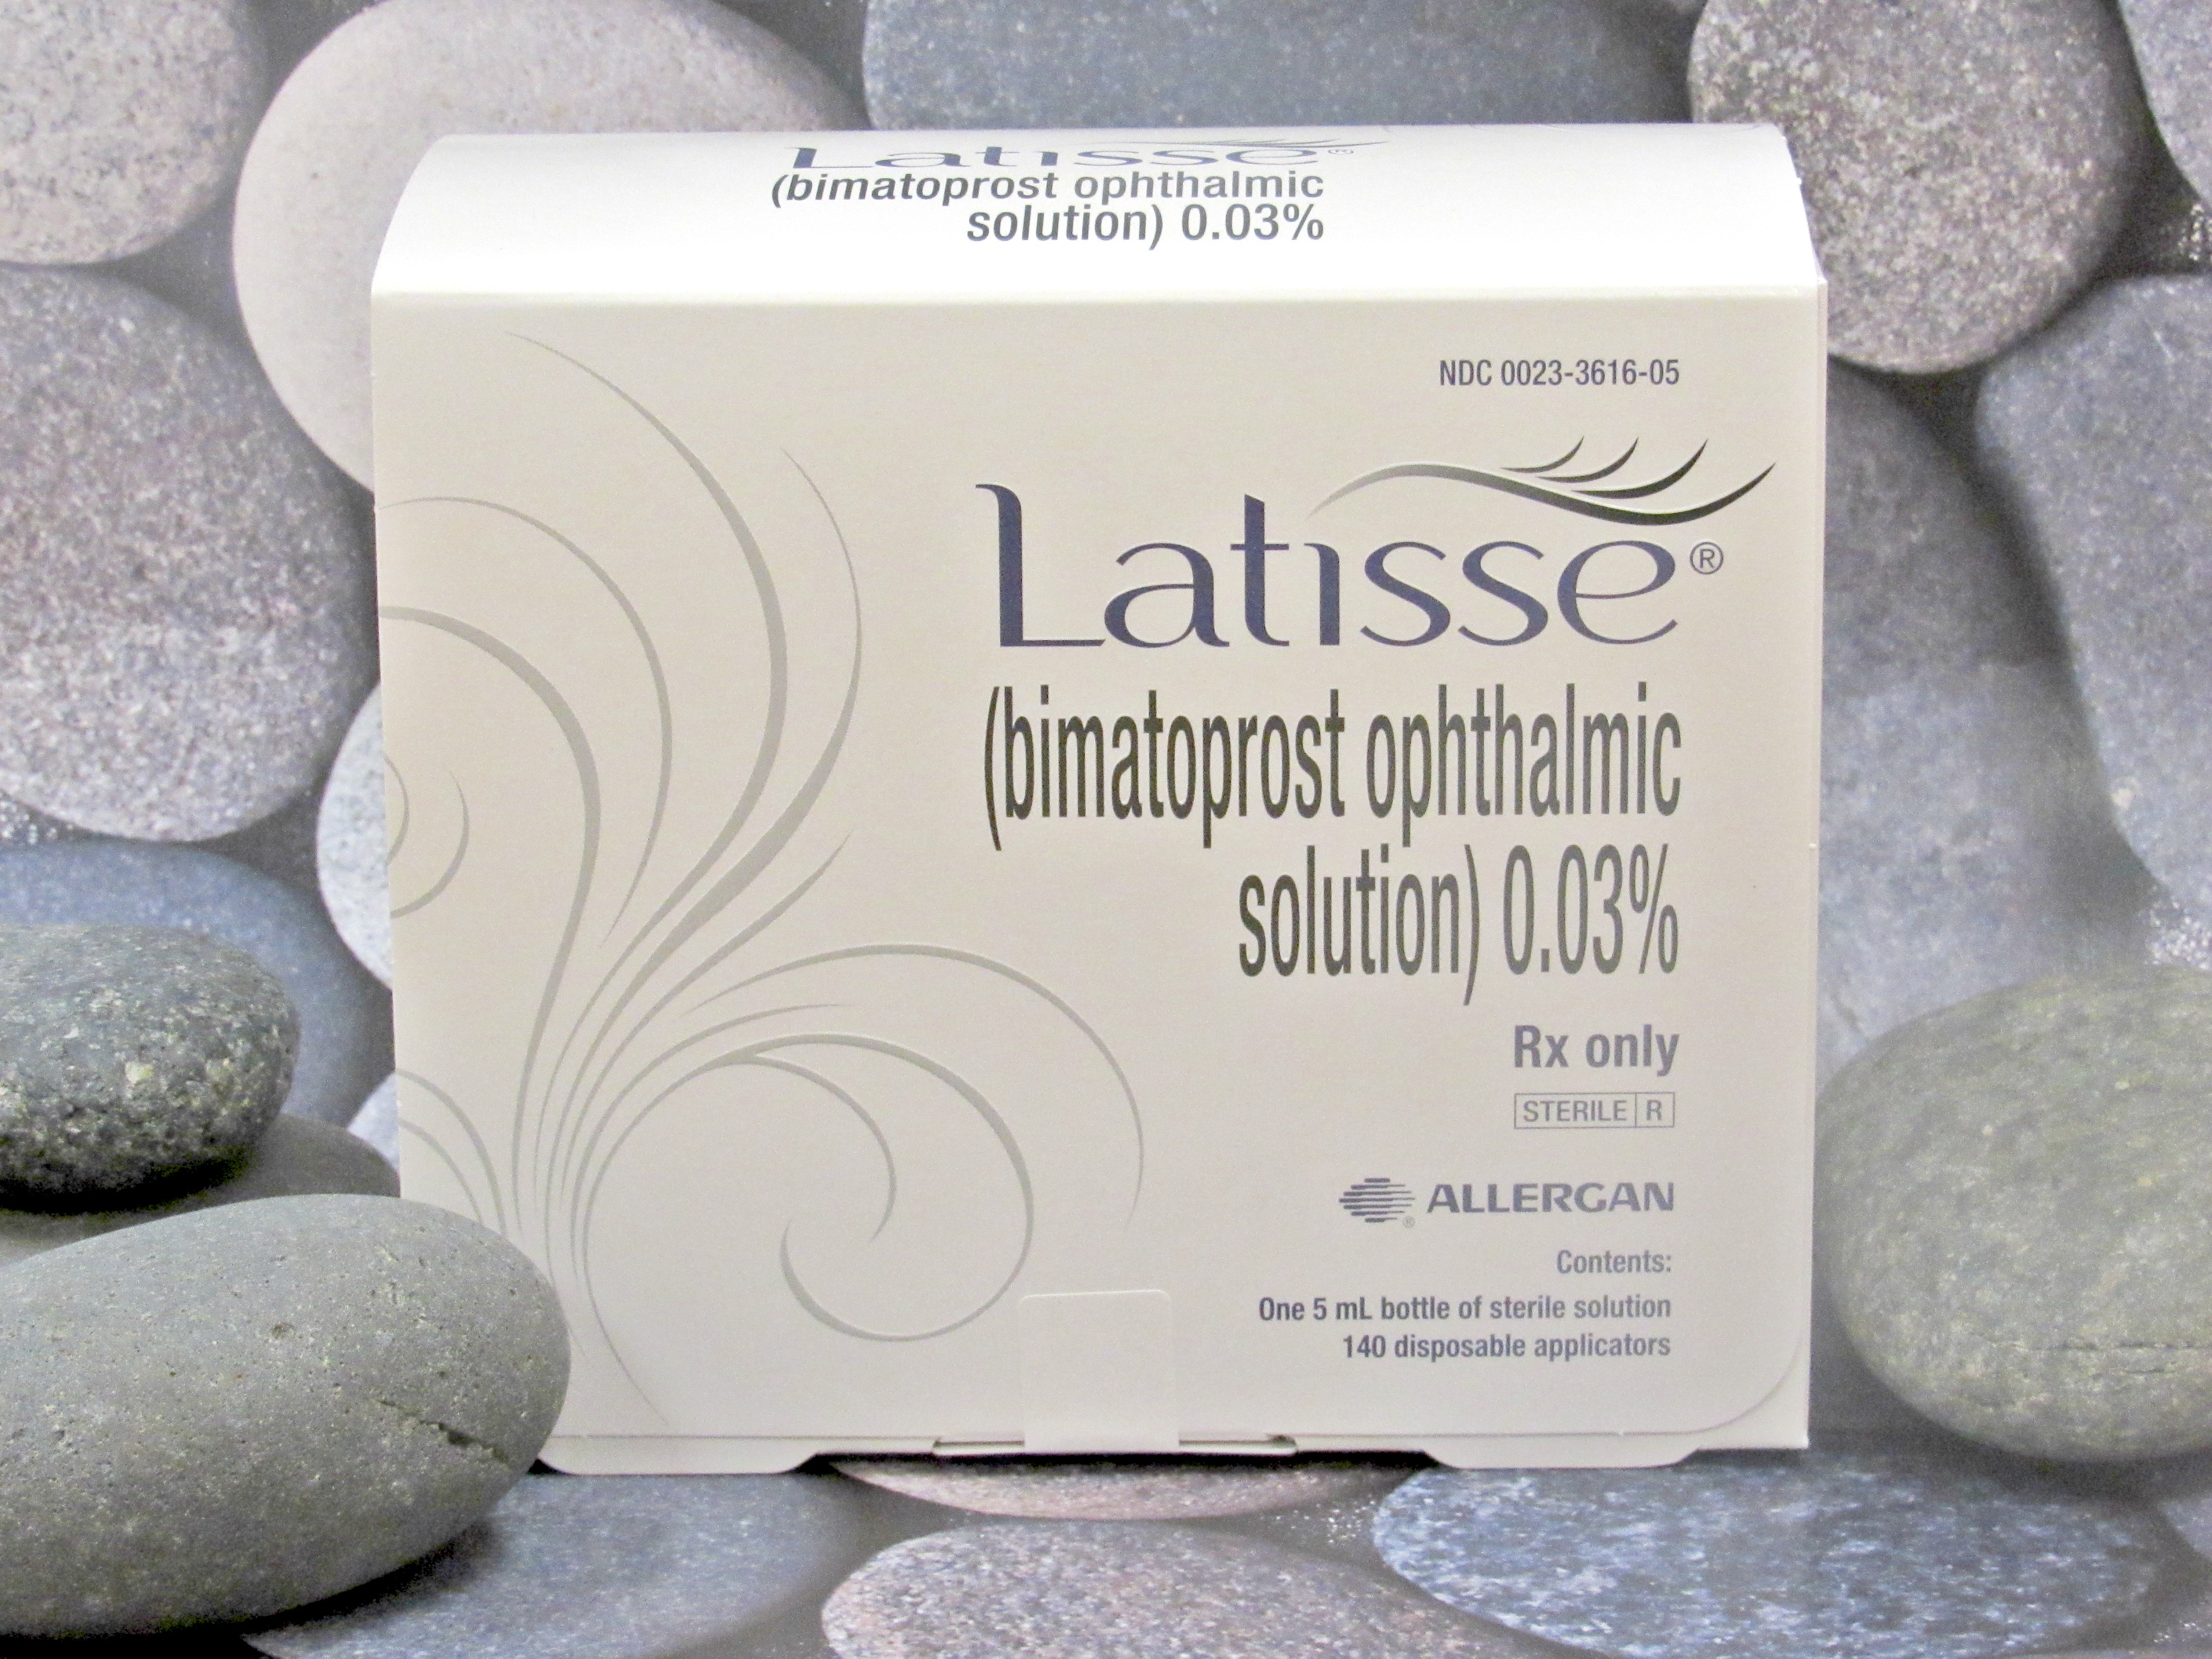 Latisse®
(bimatoprost ophthalmic
solution) 0.03%
NDC 0023-3616-05
Latisse®
(bimatoprost ophthalmic
solution) 0.03%
Rx only
STERILE R
ALLERGAN
Contents:
One 5 mL bottle of sterile solution
140 disposable applicators